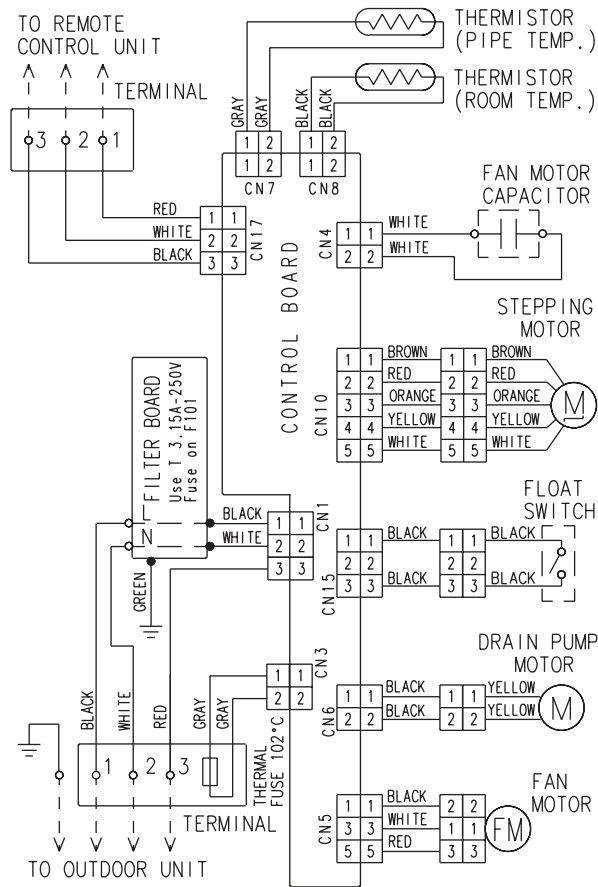 TO REMOTE
CONTROL UNIT
TERMINAL
3 2 1
THERMISTOR
(PIPE TEMP.)
THERMISTOR
(ROOM TEMP.)
GRAY
GRAY
BLACK
BLACK
1 2
1 2
CN7
1 2
1 2
CN8
RED
WHITE
BLACK
1 1
2 2
3 3
CN17
CONTROL BOARD
FAN MOTOR
CAPACITOR
CN4
1 1
2 2
WHITE
WHITE
STEPPING
MOTOR
CN10
1 1 BROWN 1 1 BROWN
2 2 RED 2 2 RED
3 3 ORANGE 3 3 ORANGE
4 4 YELLOW 4 4 YELLOW
5 5 WHITE 5 5 WHITE
M
FILTER BOARD
Use T 3.15A-250V
Fuse on F101
L
N
BLACK
WHITE
GREEN
1 1
2 2
3 3
CN1
FLOAT
SWITCH
CN15
1 1 BLACK 1 1 BLACK
2 2 2 2
3 3 BLACK 3 3 BLACK
CN3
1 1
2 2
DRAIN PUMP
MOTOR
CN6
1 1 BLACK 1 1 YELLOW
2 2 BLACK 2 2 YELLOW
M
BLACK
WHITE
RED
GRAY
GRAY
1 2 3
THERMAL
FUSE 102°C
TERMINAL
TO OUTDOOR UNIT
FAN
MOTOR
CN5
1 1 BLACK 2 2
3 3 WHITE 1 1
5 5 RED 3 3
FM